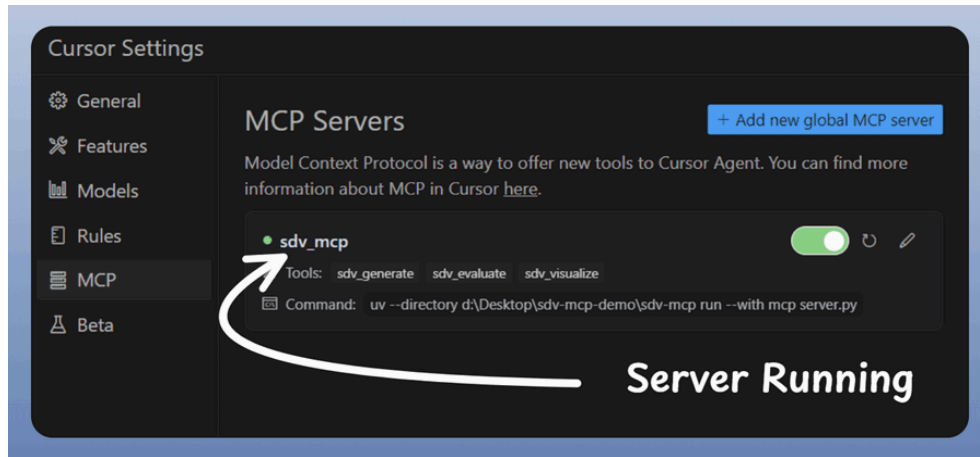 Cursor Settings
General
Features
Models
Rules
MCP
Beta
MCP Servers
+ Add new global MCP server
Model Context Protocol is a way to offer new tools to Cursor Agent. You can find more
information about MCP in Cursor here.
sdv_mcp
Tools: sdv_generate sdv_evaluate sdv_visualize
Command: uv --directory d:\Desktop\sdv-mcp-demo\sdv-mcp run --with mcp server.py
Server Running